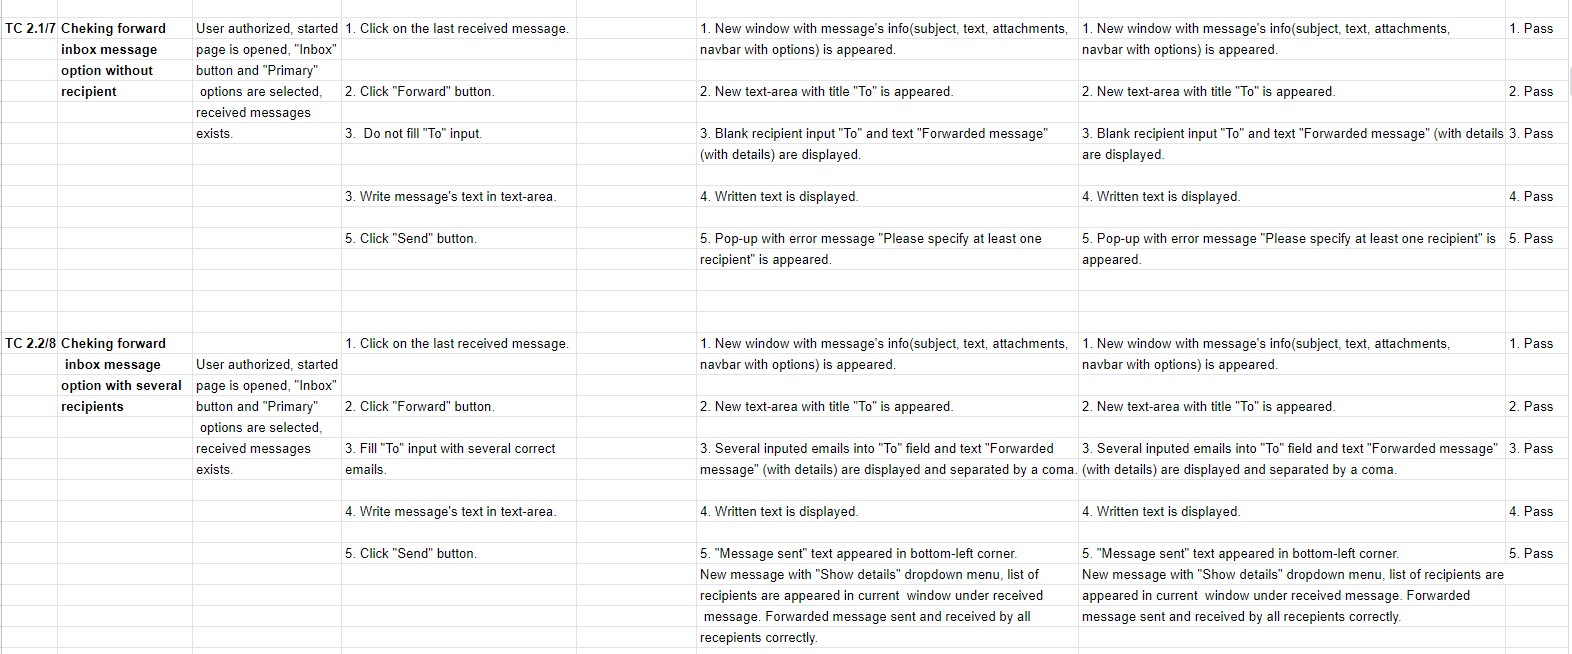 TC 2.1/7 Cheking forward User authorized, started 1. Click on the last received message. 1. New window with message's info(subject, text, attachments, 1. New window with message's info(subject, text, attachments, 1. Pass
inbox message page is opened, "Inbox" navbar with options) is appeared. navbar with options) is appeared.
option without button and "Primary"
recipient options are selected, 2. Click "Forward" button. 2. New text-area with title "To" is appeared. 2. New text-area with title "To" is appeared. 2. Pass
received messages
exists. 3.  Do not fill "To" input. 3. Blank recipient input "To" and text "Forwarded message" 3. Blank recipient input "To" and text "Forwarded message" (with details 3. Pass
(with details) are displayed. are displayed.
3. Write message's text in text-area. 4. Written text is displayed. 4. Written text is displayed. 4. Pass
5. Click "Send" button. 5. Pop-up with error message "Please specify at least one 5. Pop-up with error message "Please specify at least one recipient" is 5. Pass
recipient" is appeared. appeared.
TC 2.2/8 Cheking forward 1. Click on the last received message. 1. New window with message's info(subject, text, attachments, 1. New window with message's info(subject, text, attachments, 1. Pass
inbox message User authorized, started navbar with options) is appeared. navbar with options) is appeared.
option with several page is opened, "Inbox"
recipients button and "Primary" 2. Click "Forward" button. 2. New text-area with title "To" is appeared. 2. New text-area with title "To" is appeared. 2. Pass
options are selected,
received messages 3. Fill "To" input with several correct 3. Several inputed emails into "To" field and text "Forwarded 3. Several inputed emails into "To" field and text "Forwarded message" 3. Pass
exists. emails. message" (with details) are displayed and separated by a coma. (with details) are displayed and separated by a coma.
4. Write message's text in text-area. 4. Written text is displayed. 4. Written text is displayed. 4. Pass
5. Click "Send" button. 5. "Message sent" text appeared in bottom-left corner. 5. "Message sent" text appeared in bottom-left corner. 5. Pass
New message with "Show details" dropdown menu, list of New message with "Show details" dropdown menu, list of recipients are
recipients are appeared in current  window under received appeared in current  window under received message. Forwarded
message. Forwarded message sent and received by all message sent and received by all recepients correctly.
recepients correctly.